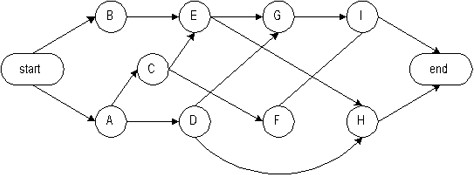 B E G I
start C end
A D F H